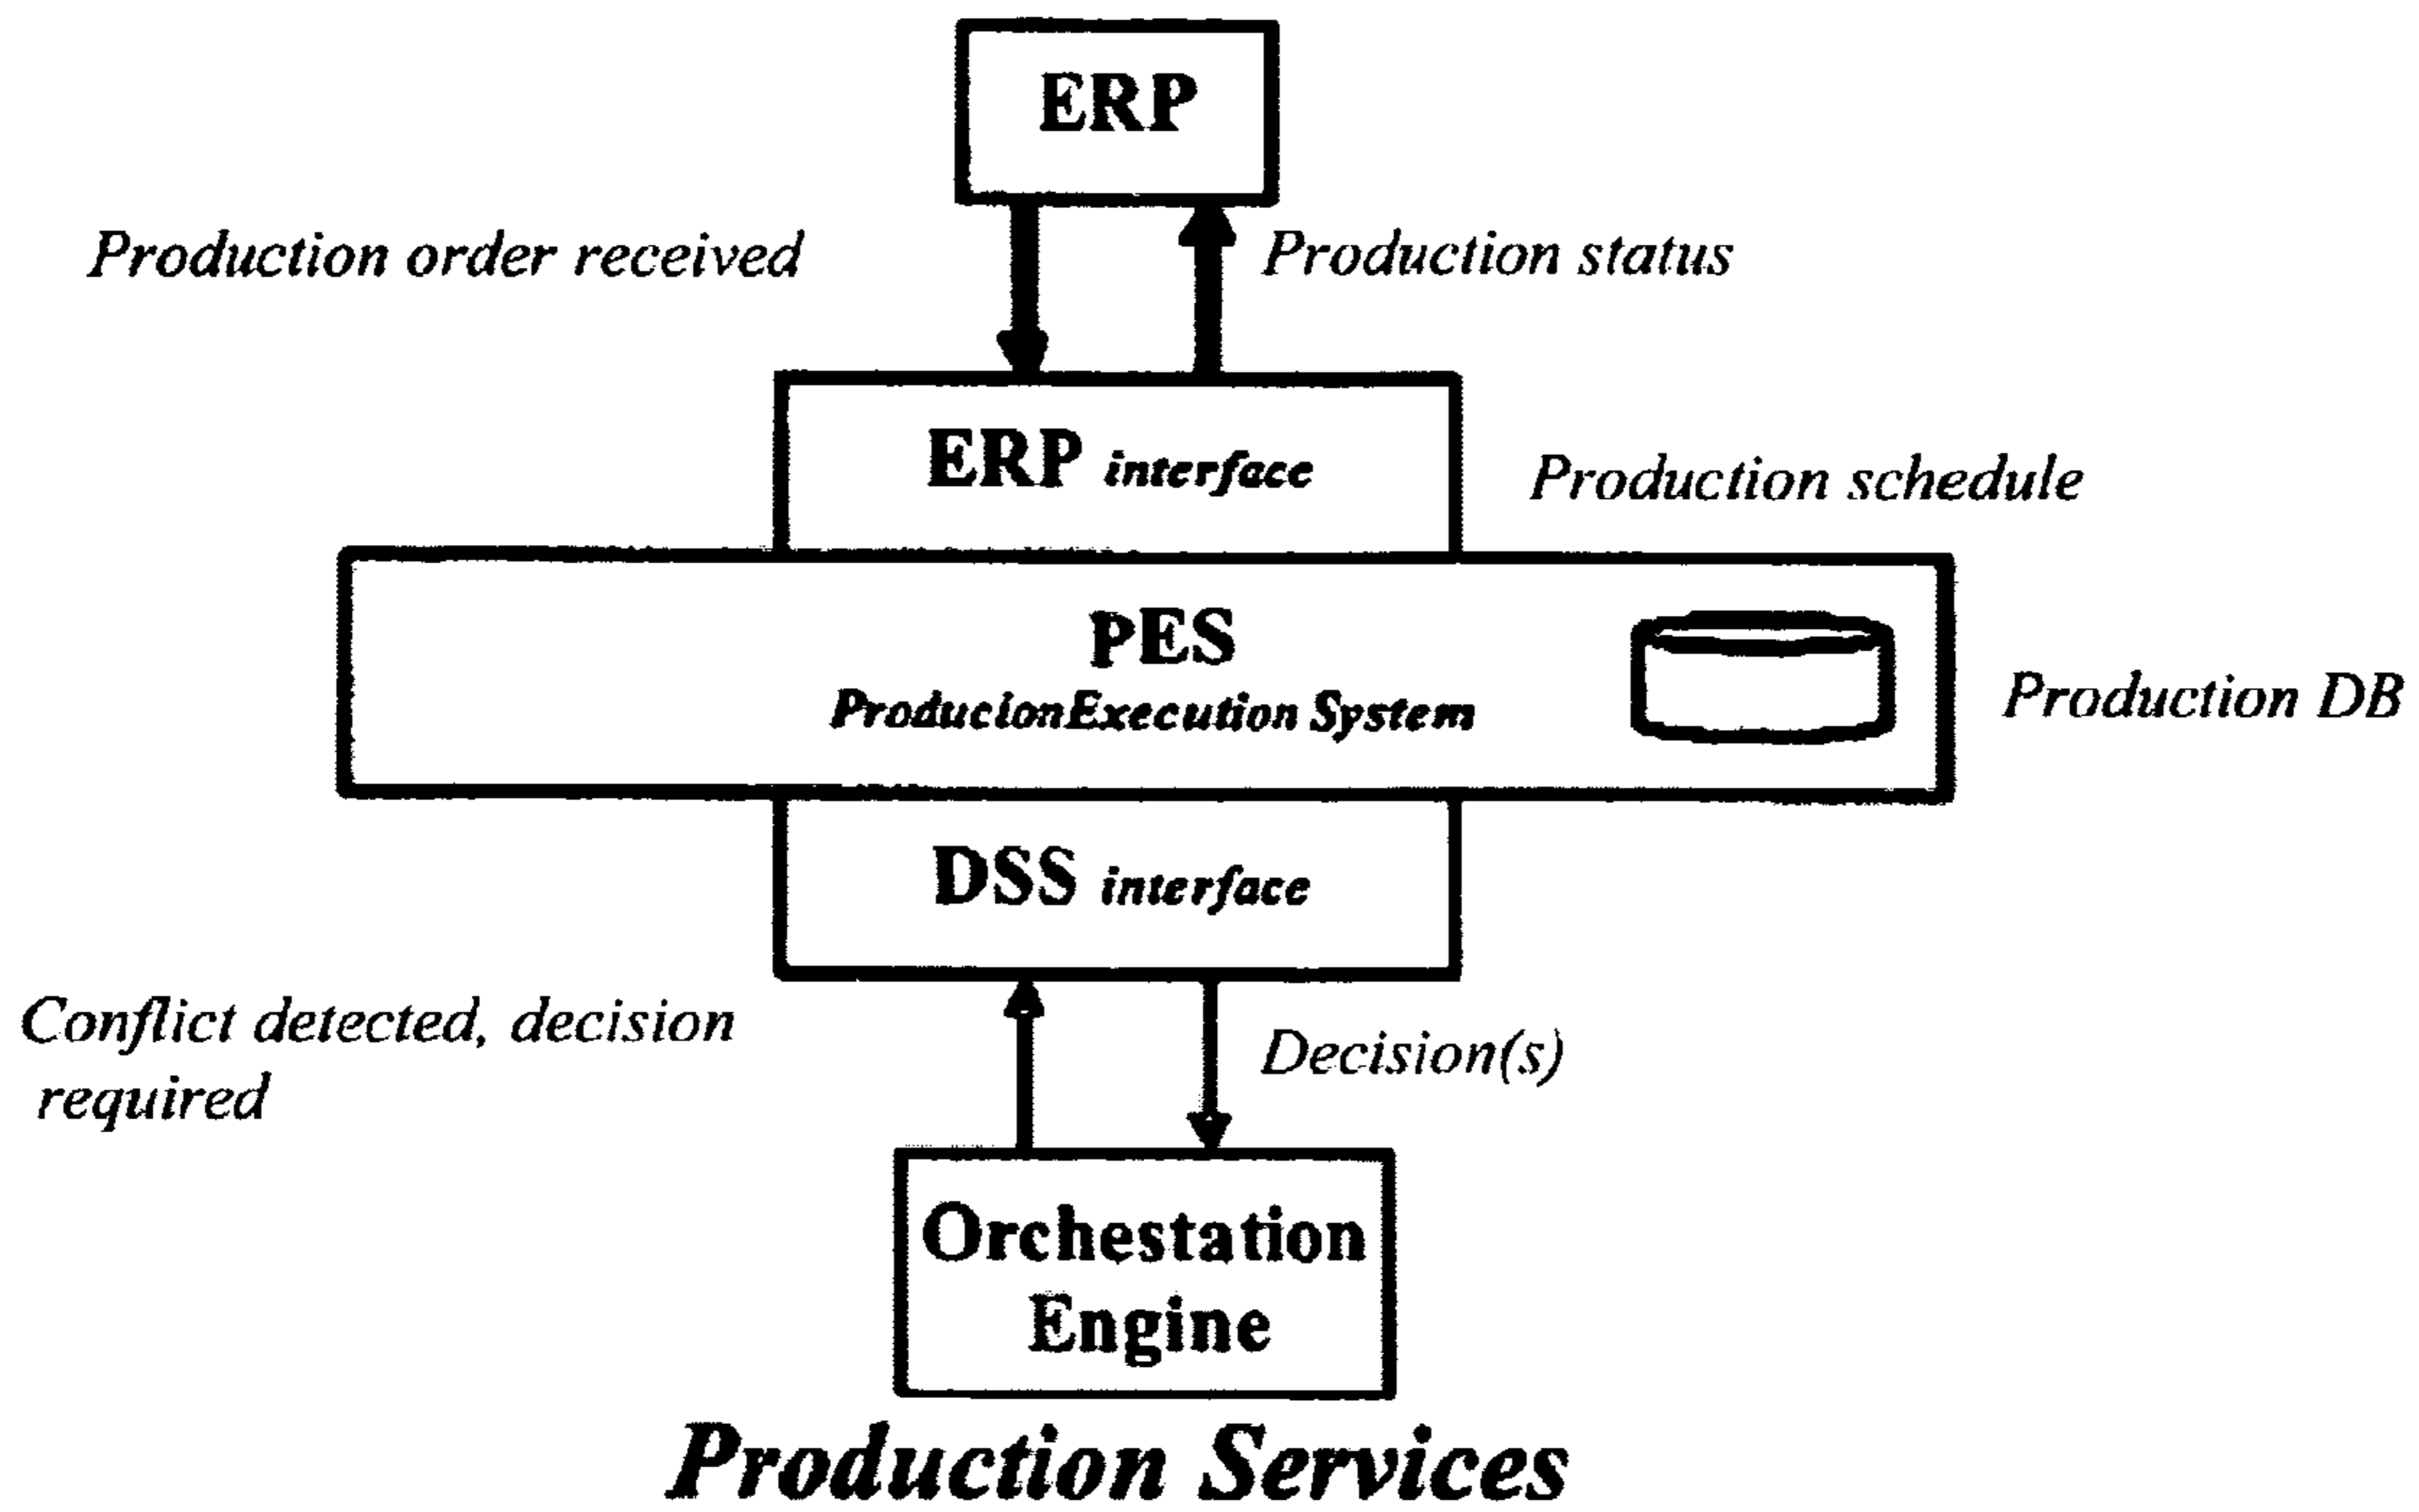 ERP
Production order received
Production status
ERP interface
Production schedule
PES
ProducionExecution System
Production DB
DSS interface
Conflict detected, decision
required
Decision(s)
Orchestation
Engine
Production Services